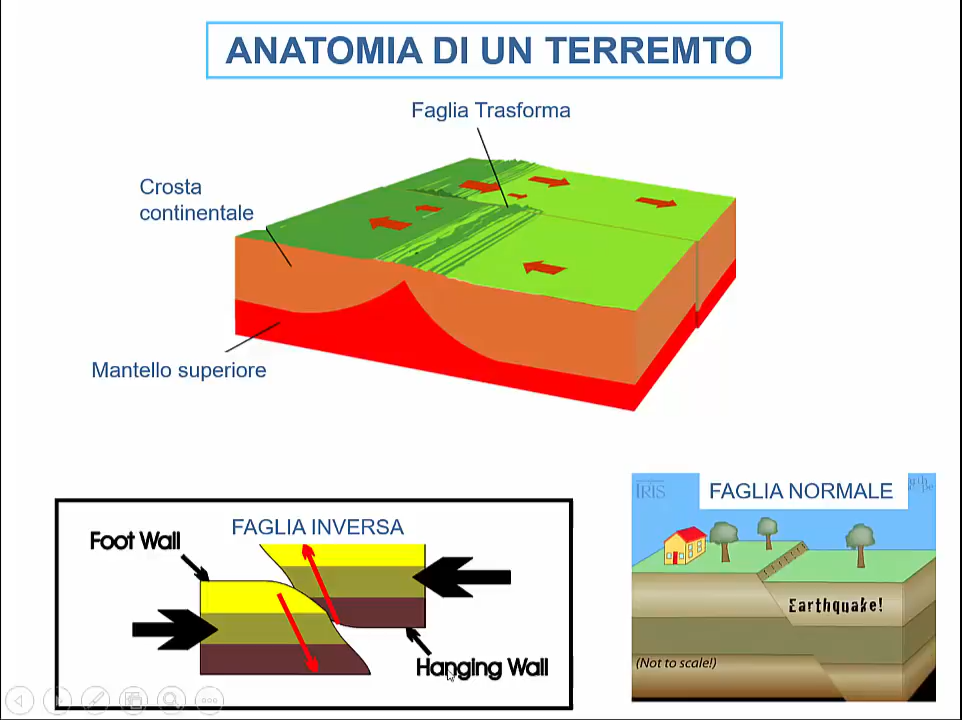 ANATOMIA DI UN TERREMTO
Faglia Trasforma
Crosta
continentale
Mantello superiore
IRIS
FAGLIA NORMALE
FAGLIA INVERSA
Foot Wall
Earthquake!
(Not to scale!)
Hanging Wall